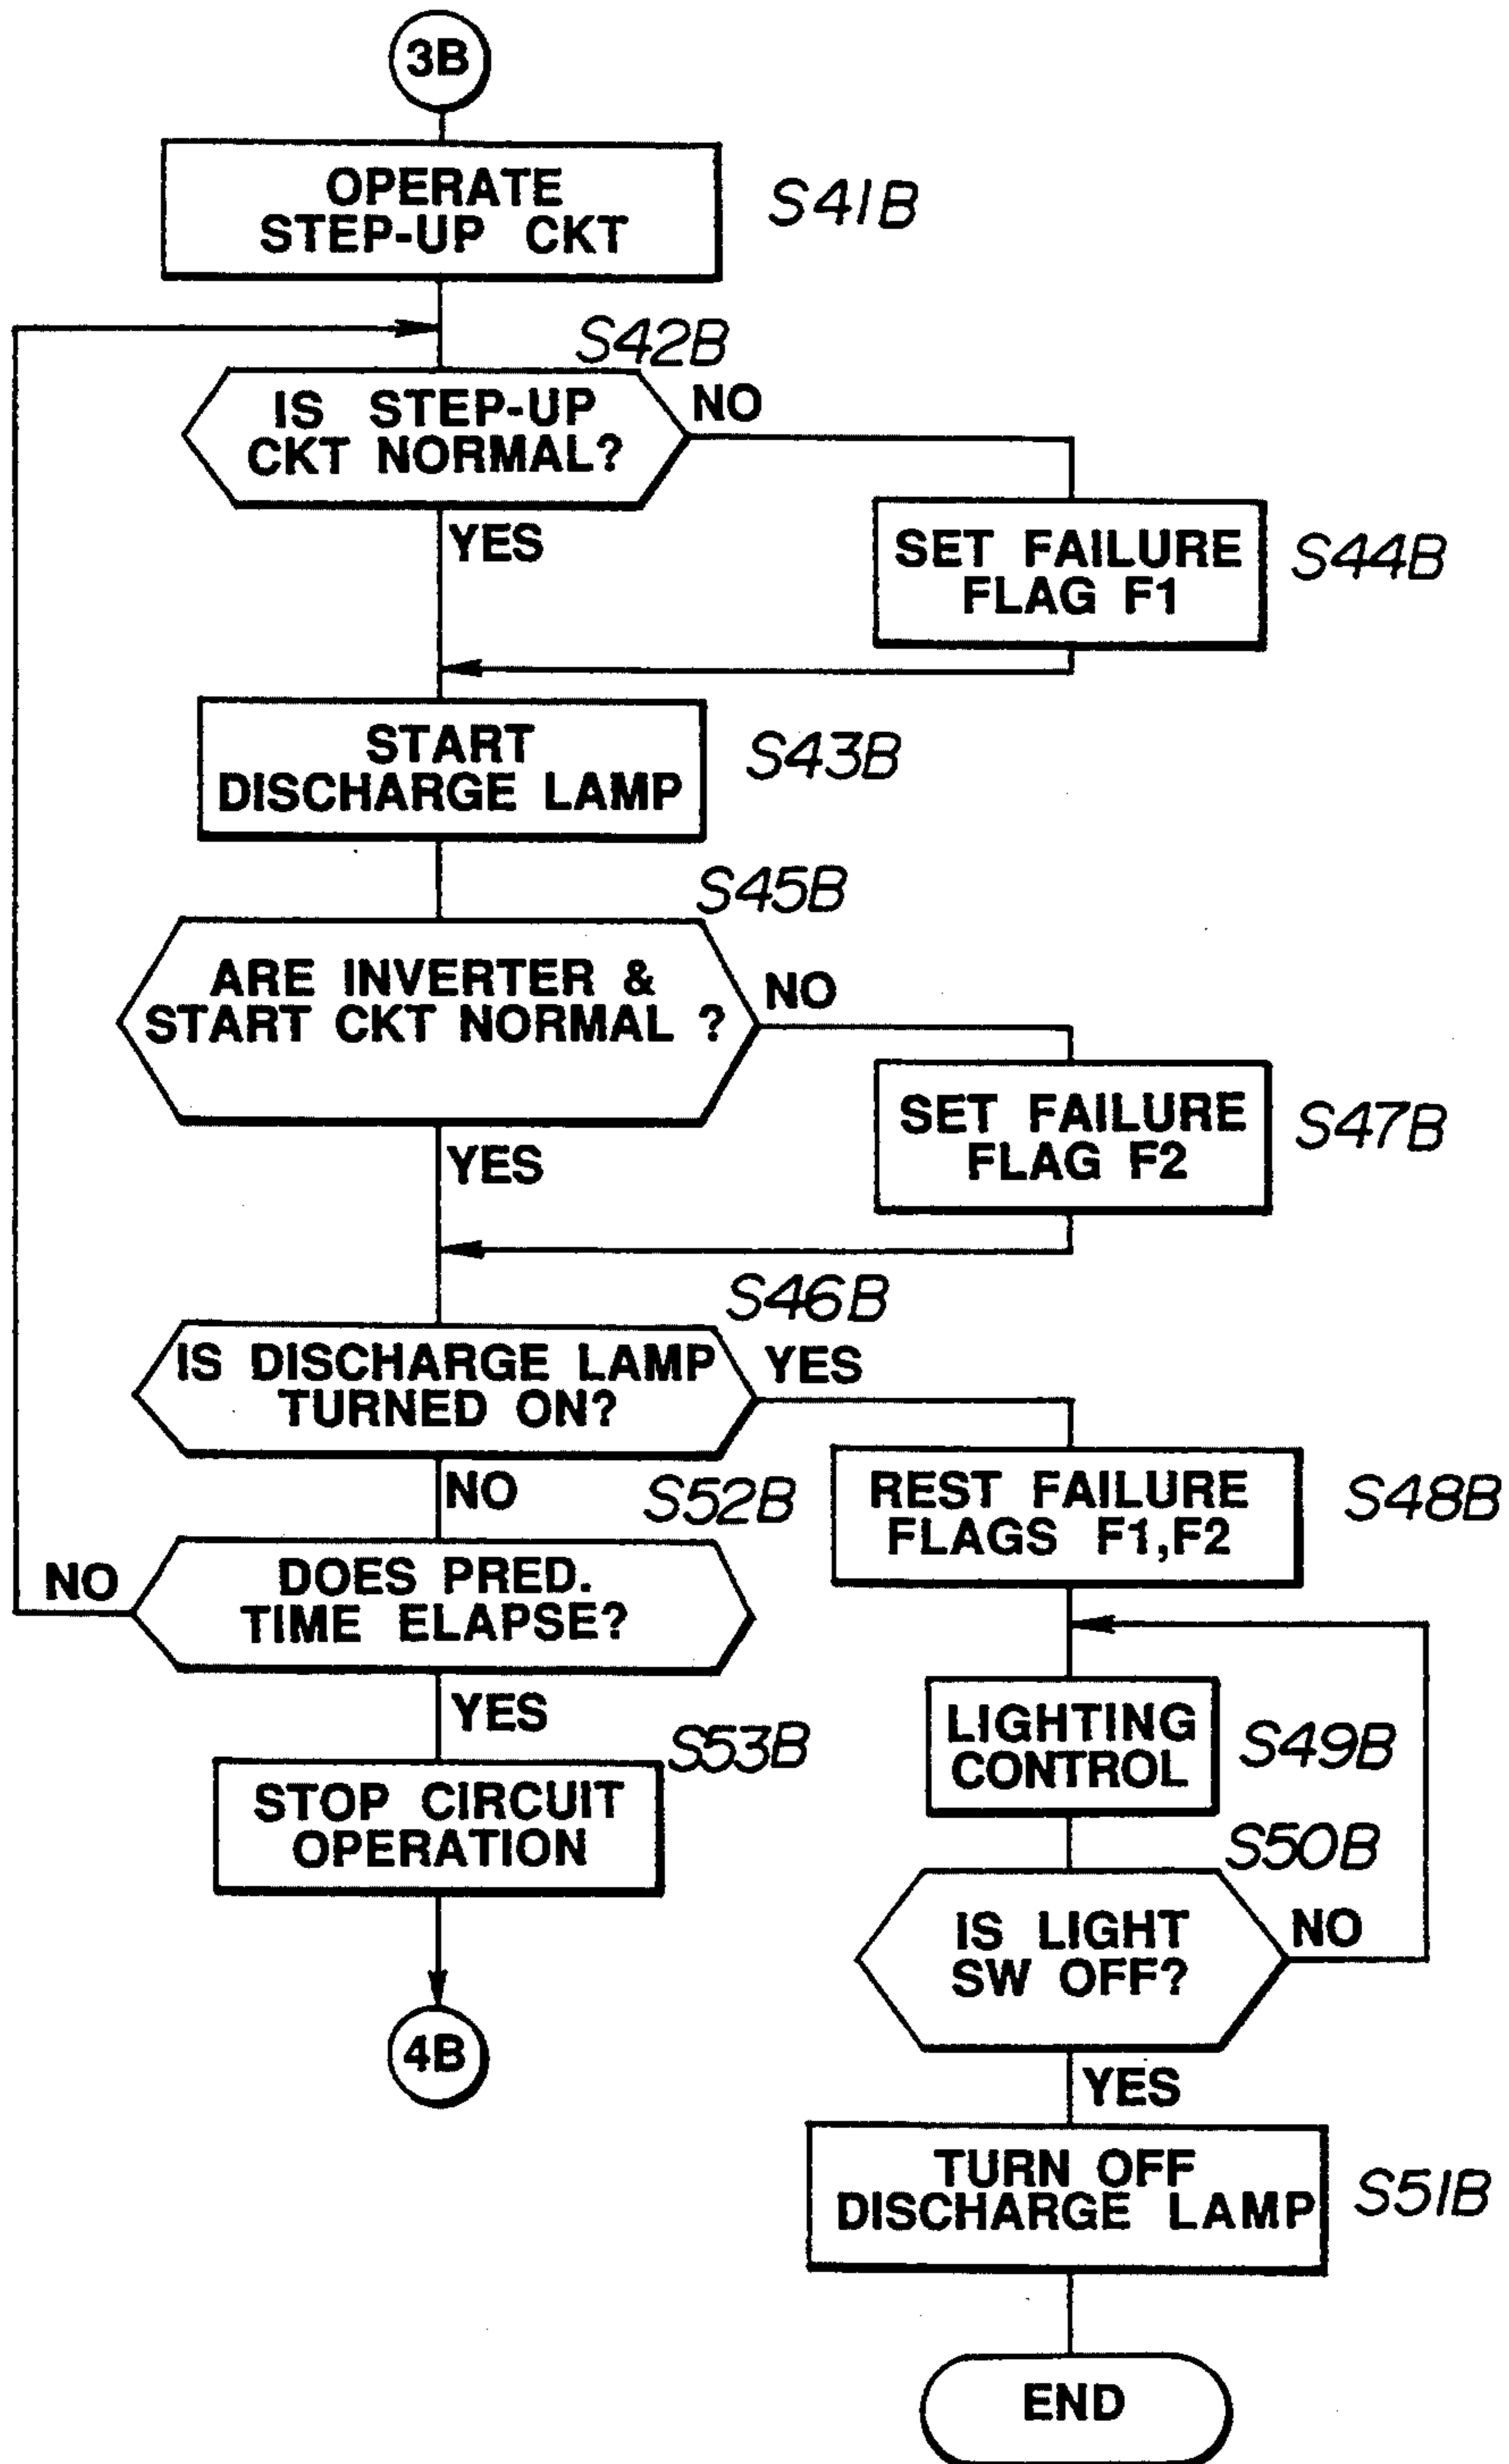 3B
OPERATE
STEP-UP CKT
S41B
S42B
IS STEP-UP
CKT NORMAL?
NO
YES
SET FAILURE
FLAG F1
S44B
START
DISCHARGE LAMP
S43B
S45B
ARE INVERTER &
START CKT NORMAL ?
NO
YES
SET FAILURE
FLAG F2
S47B
S46B
IS DISCHARGE LAMP
TURNED ON?
YES
NO
REST FAILURE
FLAGS F1,F2
S48B
S52B
DOES PRED.
TIME ELAPSE?
NO
YES
LIGHTING
CONTROL
S49B
S53B
STOP CIRCUIT
OPERATION
S50B
IS LIGHT
SW OFF?
NO
YES
4B
TURN OFF
DISCHARGE LAMP
S51B
END